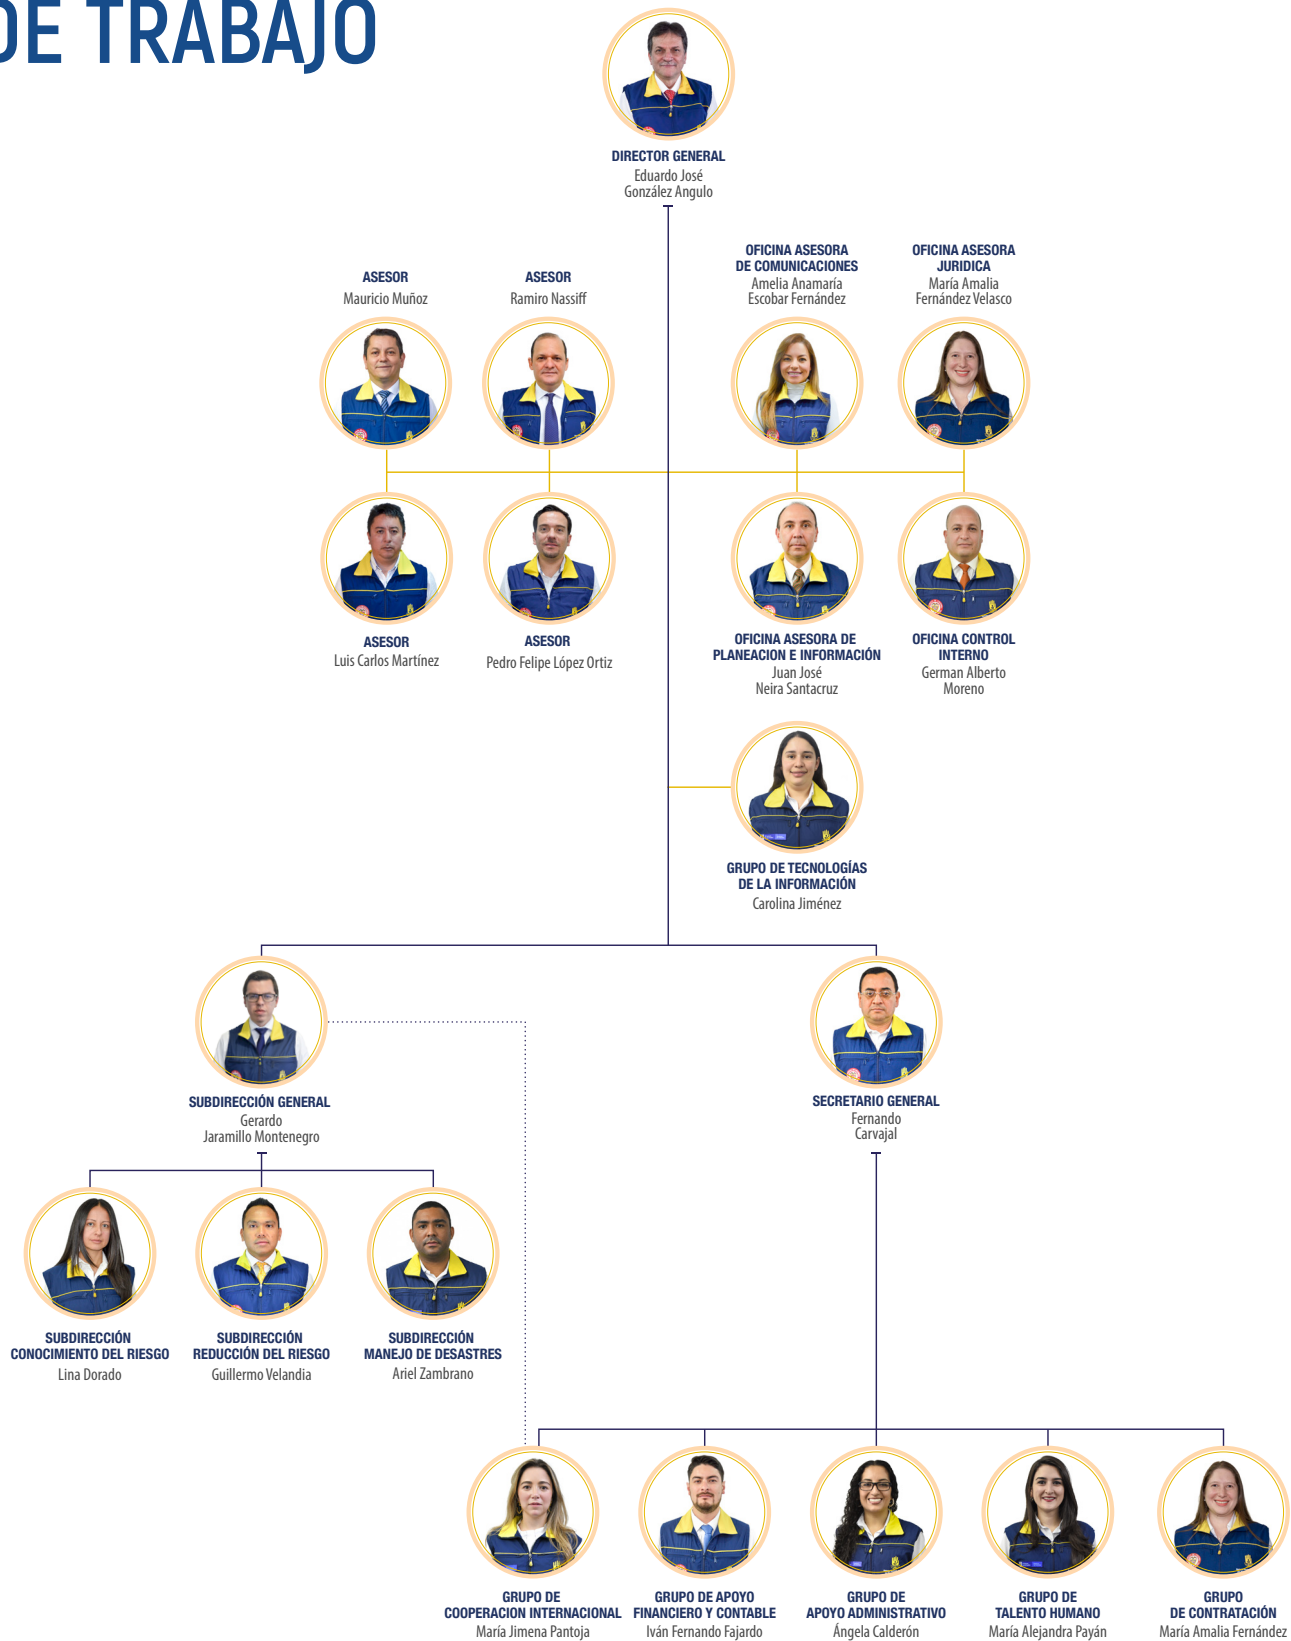 DE TRABAJO
DIRECTOR GENERAL
Eduardo José
González Angulo
ASESOR
Mauricio Muñoz
ASESOR
Ramiro Nassiff
OFICINA ASESORA
DE COMUNICACIONES
Amelia Anamaría
Escobar Fernández
OFICINA ASESORA
JURIDICA
María Amalia
Fernández Velasco
ASESOR
Luis Carlos Martínez
ASESOR
Pedro Felipe López Ortiz
OFICINA ASESORA DE
PLANEACION E INFORMACIÓN
Juan José
Neira Santacruz
OFICINA CONTROL
INTERNO
German Alberto
Moreno
GRUPO DE TECNOLOGÍAS
DE LA INFORMACIÓN
Carolina Jiménez
SUBDIRECCIÓN GENERAL
Gerardo
Jaramillo Montenegro
SECRETARIO GENERAL
Fernando
Carvajal
SUBDIRECCIÓN
CONOCIMIENTO DEL RIESGO
Lina Dorado
SUBDIRECCIÓN
REDUCCIÓN DEL RIESGO
Guillermo Velandia
SUBDIRECCIÓN
MANEJO DE DESASTRES
Ariel Zambrano
GRUPO DE
COOPERACION INTERNACIONAL
María Jimena Pantoja
GRUPO DE APOYO
FINANCIERO Y CONTABLE
Iván Fernando Fajardo
GRUPO DE
APOYO ADMINISTRATIVO
Ángela Calderón
GRUPO DE
TALENTO HUMANO
María Alejandra Payán
GRUPO
DE CONTRATACIÓN
María Amalia Fernández